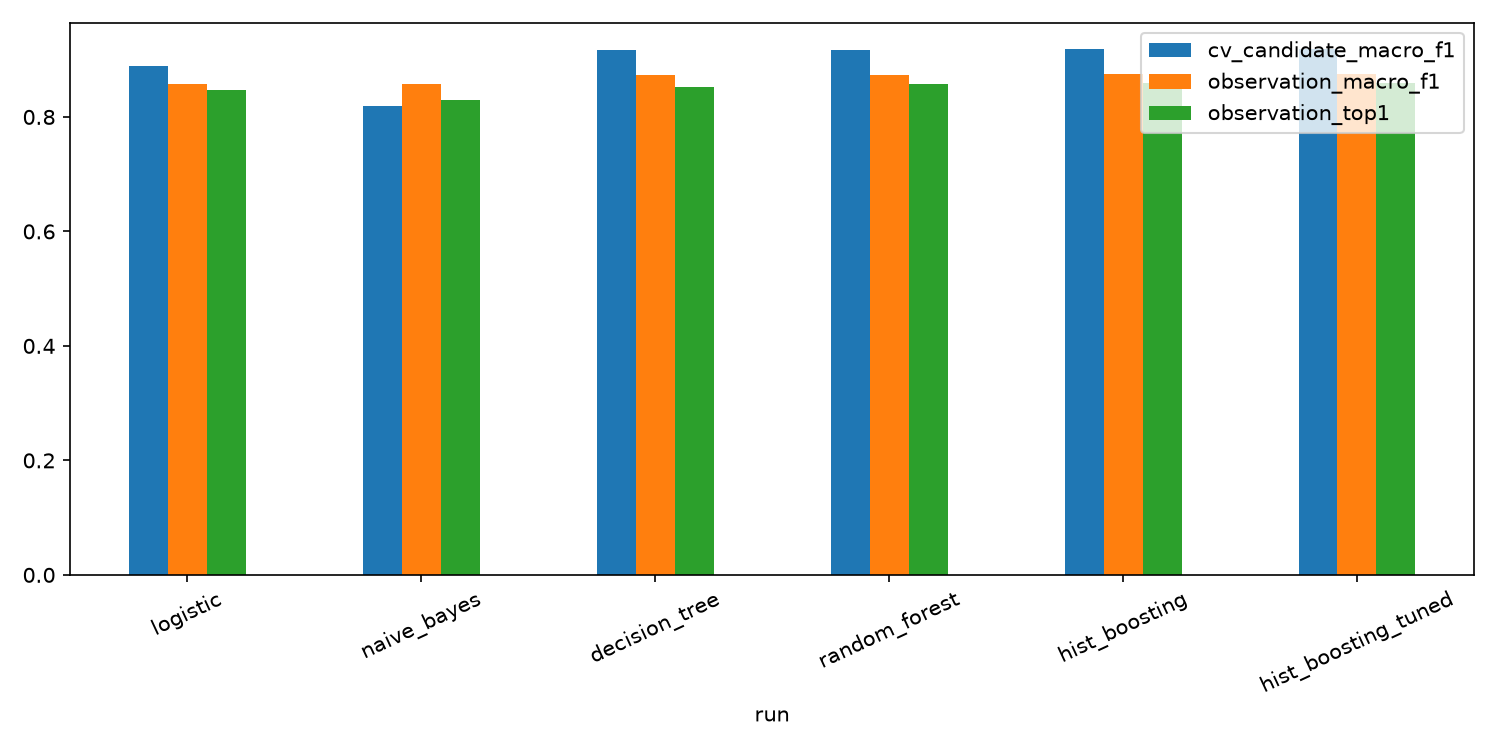 cv_candidate_macro_f1
observation_macro_f1
observation_top1
0.8
0.6
0.4
0.2
0.0
logistic
naive_bayes
decision_tree
random_forest
hist_boosting
hist_boosting_tuned
run